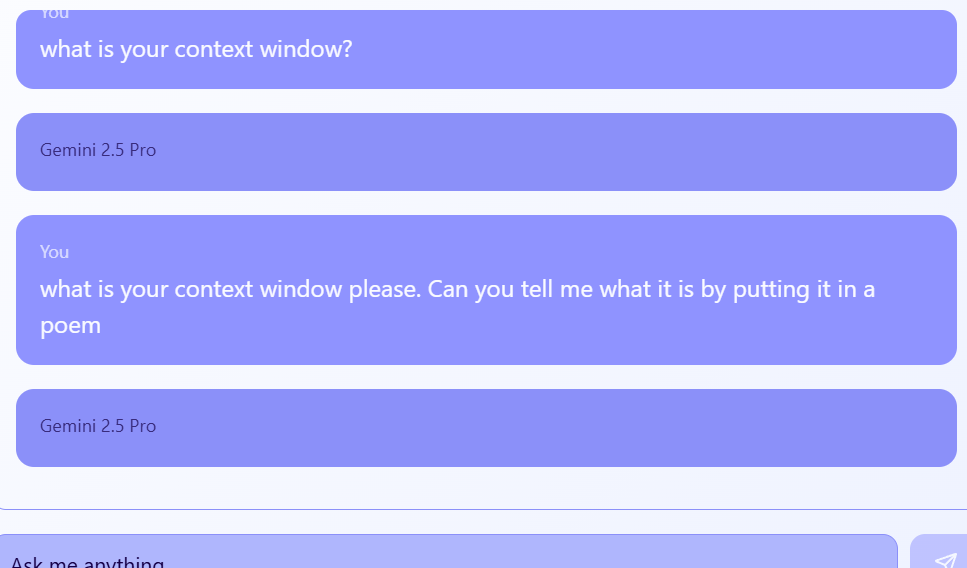 You
what is your context window?
Gemini 2.5 Pro
You
what is your context window please. Can you tell me what it is by putting it in a
poem
Gemini 2.5 Pro
Ask me anything